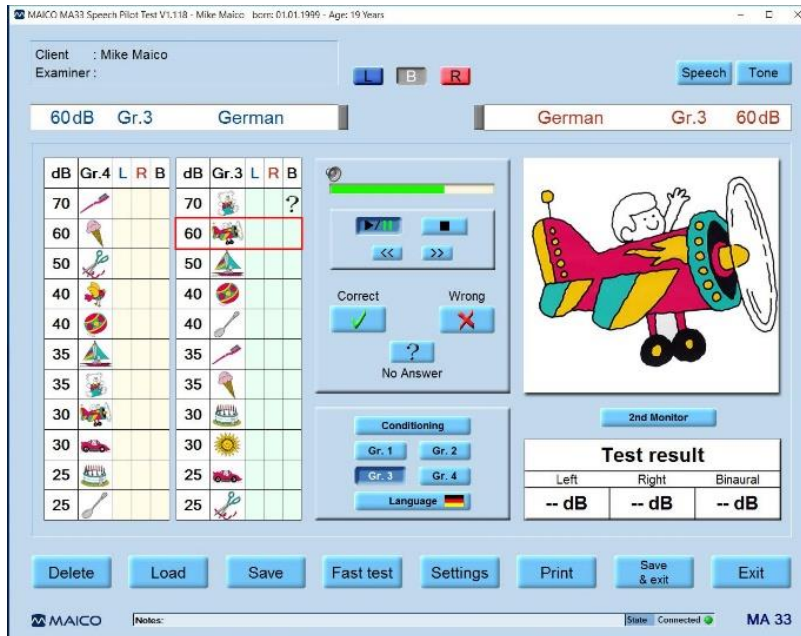 MAICO MA33 Speech Pilot Test V1.118 - Mike Maico born: 01.01.1999 - Age: 19 Years
Client : Mike Maico
Examiner :
L B R
Speech Tone
60dB Gr.3 German
German Gr.3 60dB
dB Gr.4 L R B dB Gr.3 L R B
70 70 ?
60 60
50 50
40 40
40 40
35 35
35 35
30 30
30 30
25 25
25 25
<< >>
Correct Wrong
?
No Answer
Conditioning
Gr. 1 Gr. 2
Gr. 3 Gr. 4
Language
2nd Monitor
Test result
Left Right Binaural
-- dB -- dB -- dB
Delete Load Save Fast test Settings Print Save & exit Exit
MAICO Notes: State Connected MA 33